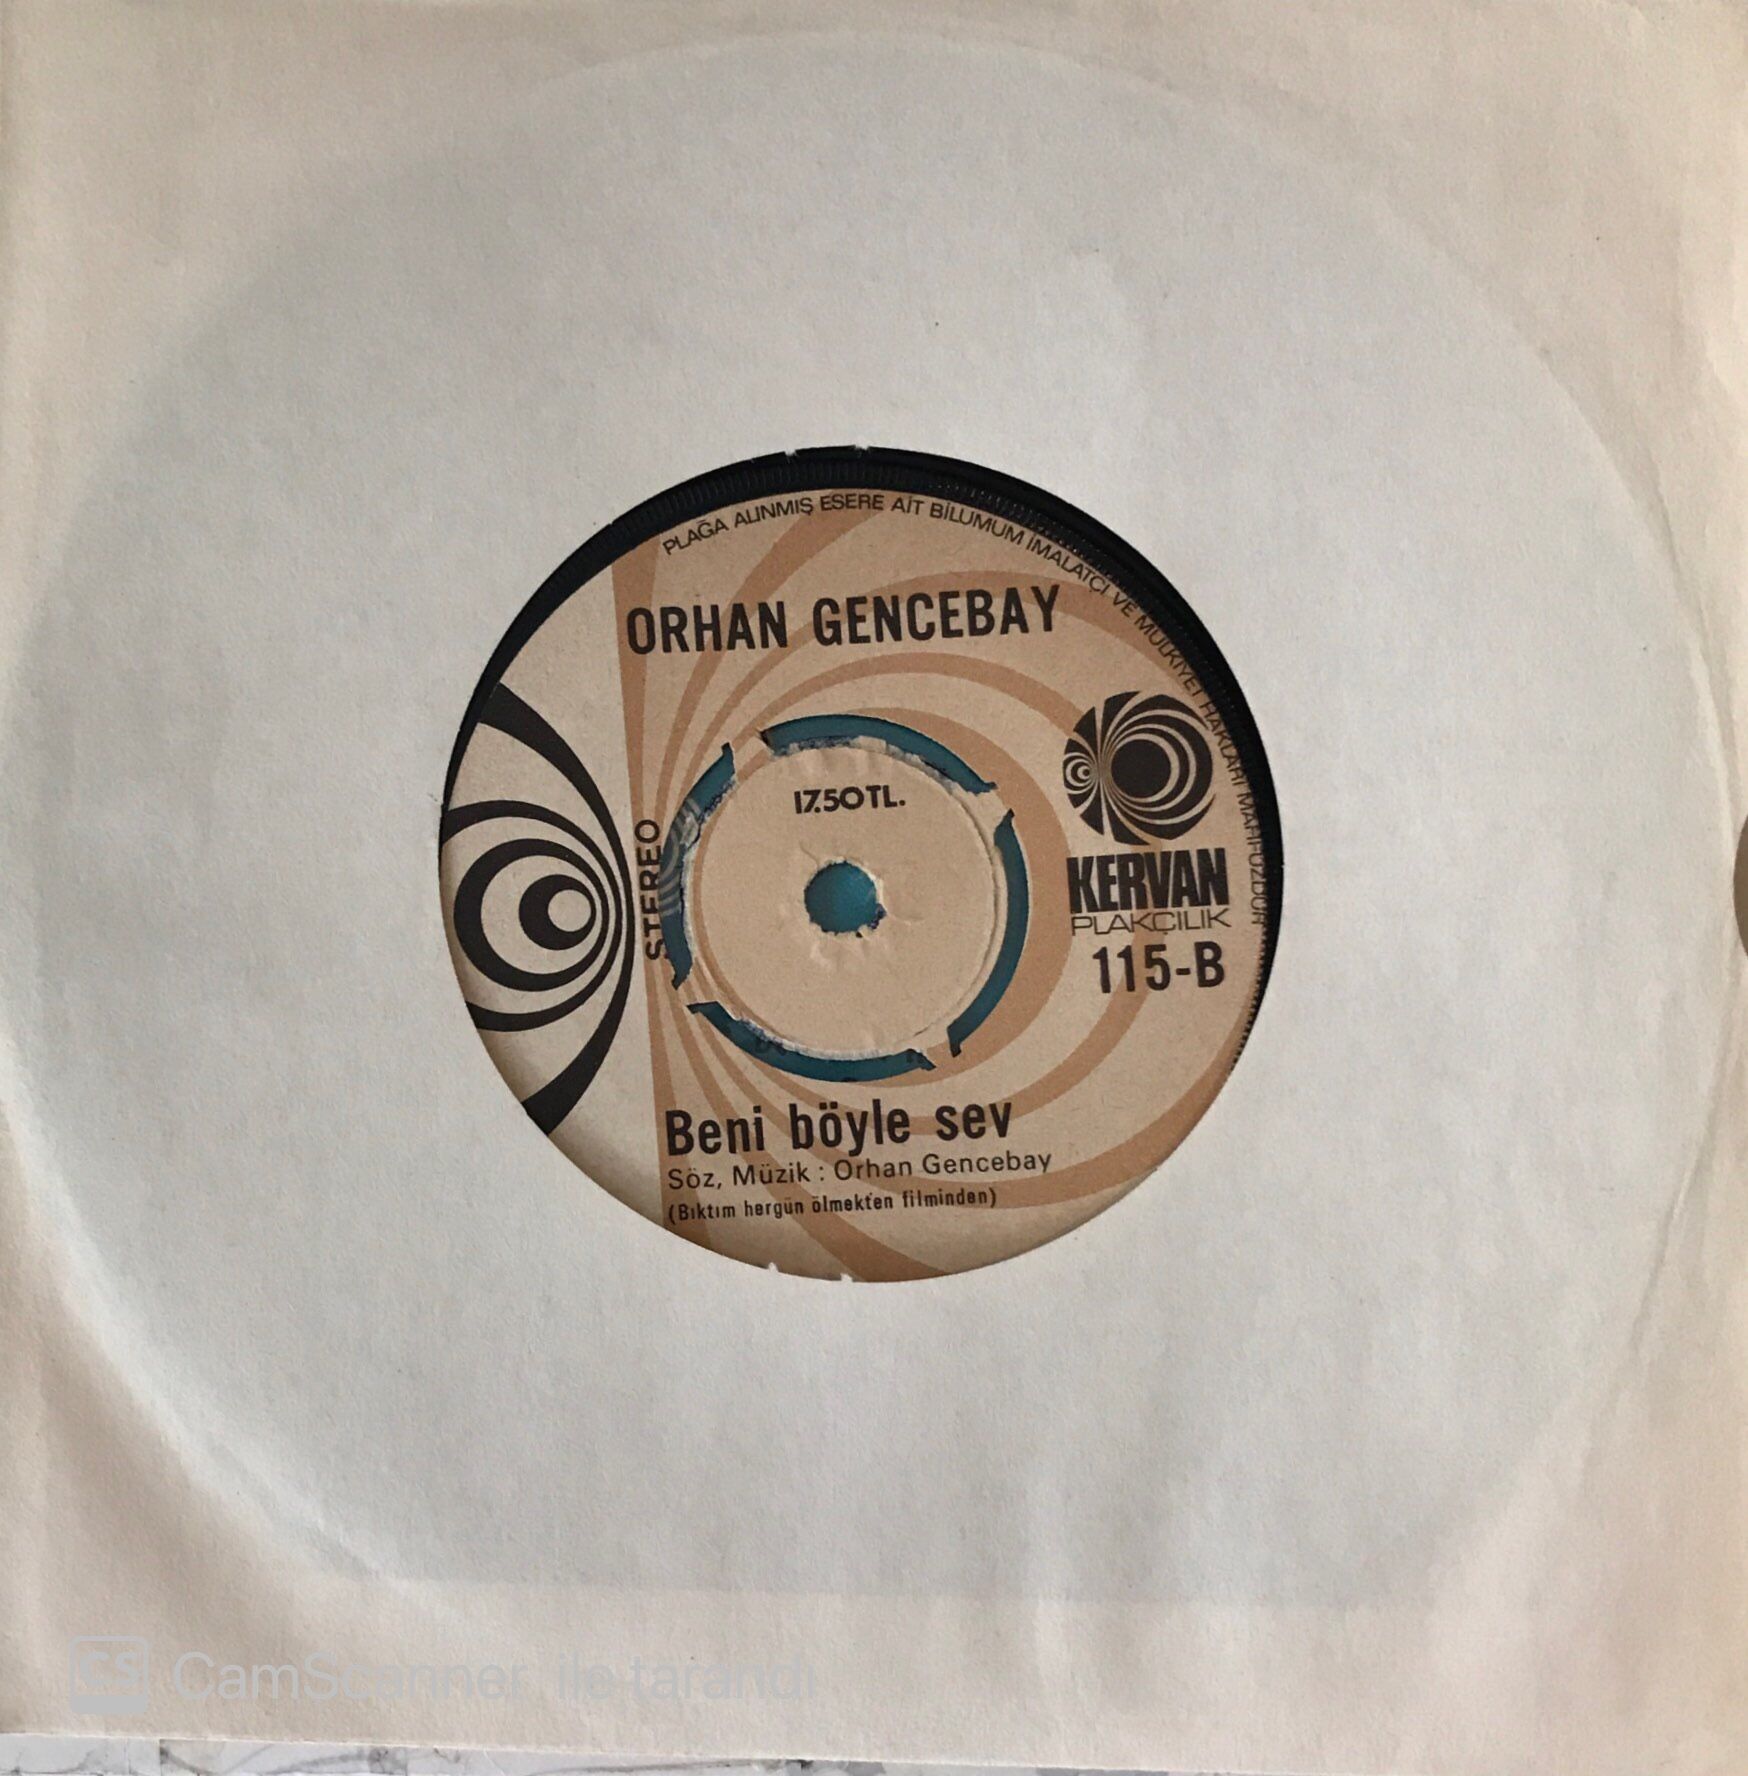 PLAĞA ALINMIŞ ESERE AİT BİLUMUM İMALATÇI VE MÜLKİYET HAKLARI MAHFUZDUR
ORHAN GENCEBAY
17.50 TL.
STEREO
KERVAN
PLAKÇILIK
115-B
Beni böyle sev
Söz, Müzik : Orhan Gencebay
(Bıktım hergün ölmekten filminden)
CS CamScanner ile tarandı